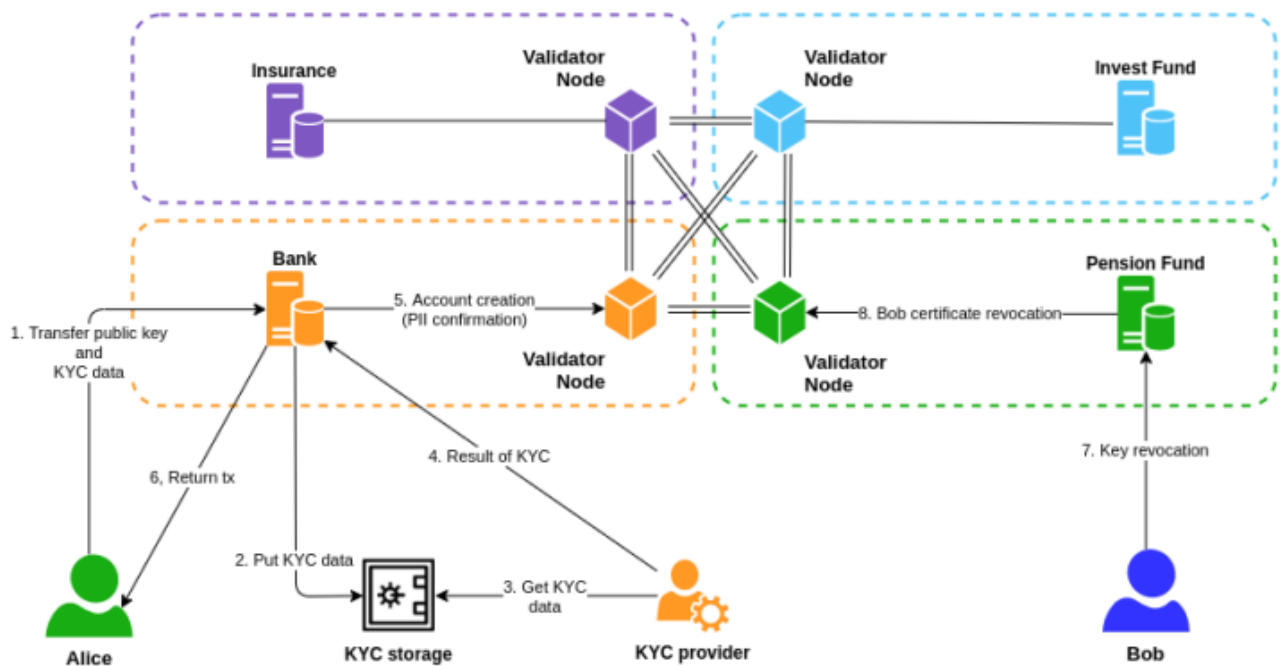 Insurance
Validator
Node
Validator
Node
Invest Fund
Bank
5. Account creation
(PII confirmation)
Validator
Node
Pension Fund
8. Bob certificate revocation
Validator
Node
1. Transfer public key
and
KYC data
4. Result of KYC
6, Return tx
7. Key revocation
2. Put KYC data
3. Get KYC
data
Alice
KYC storage
KYC provider
Bob